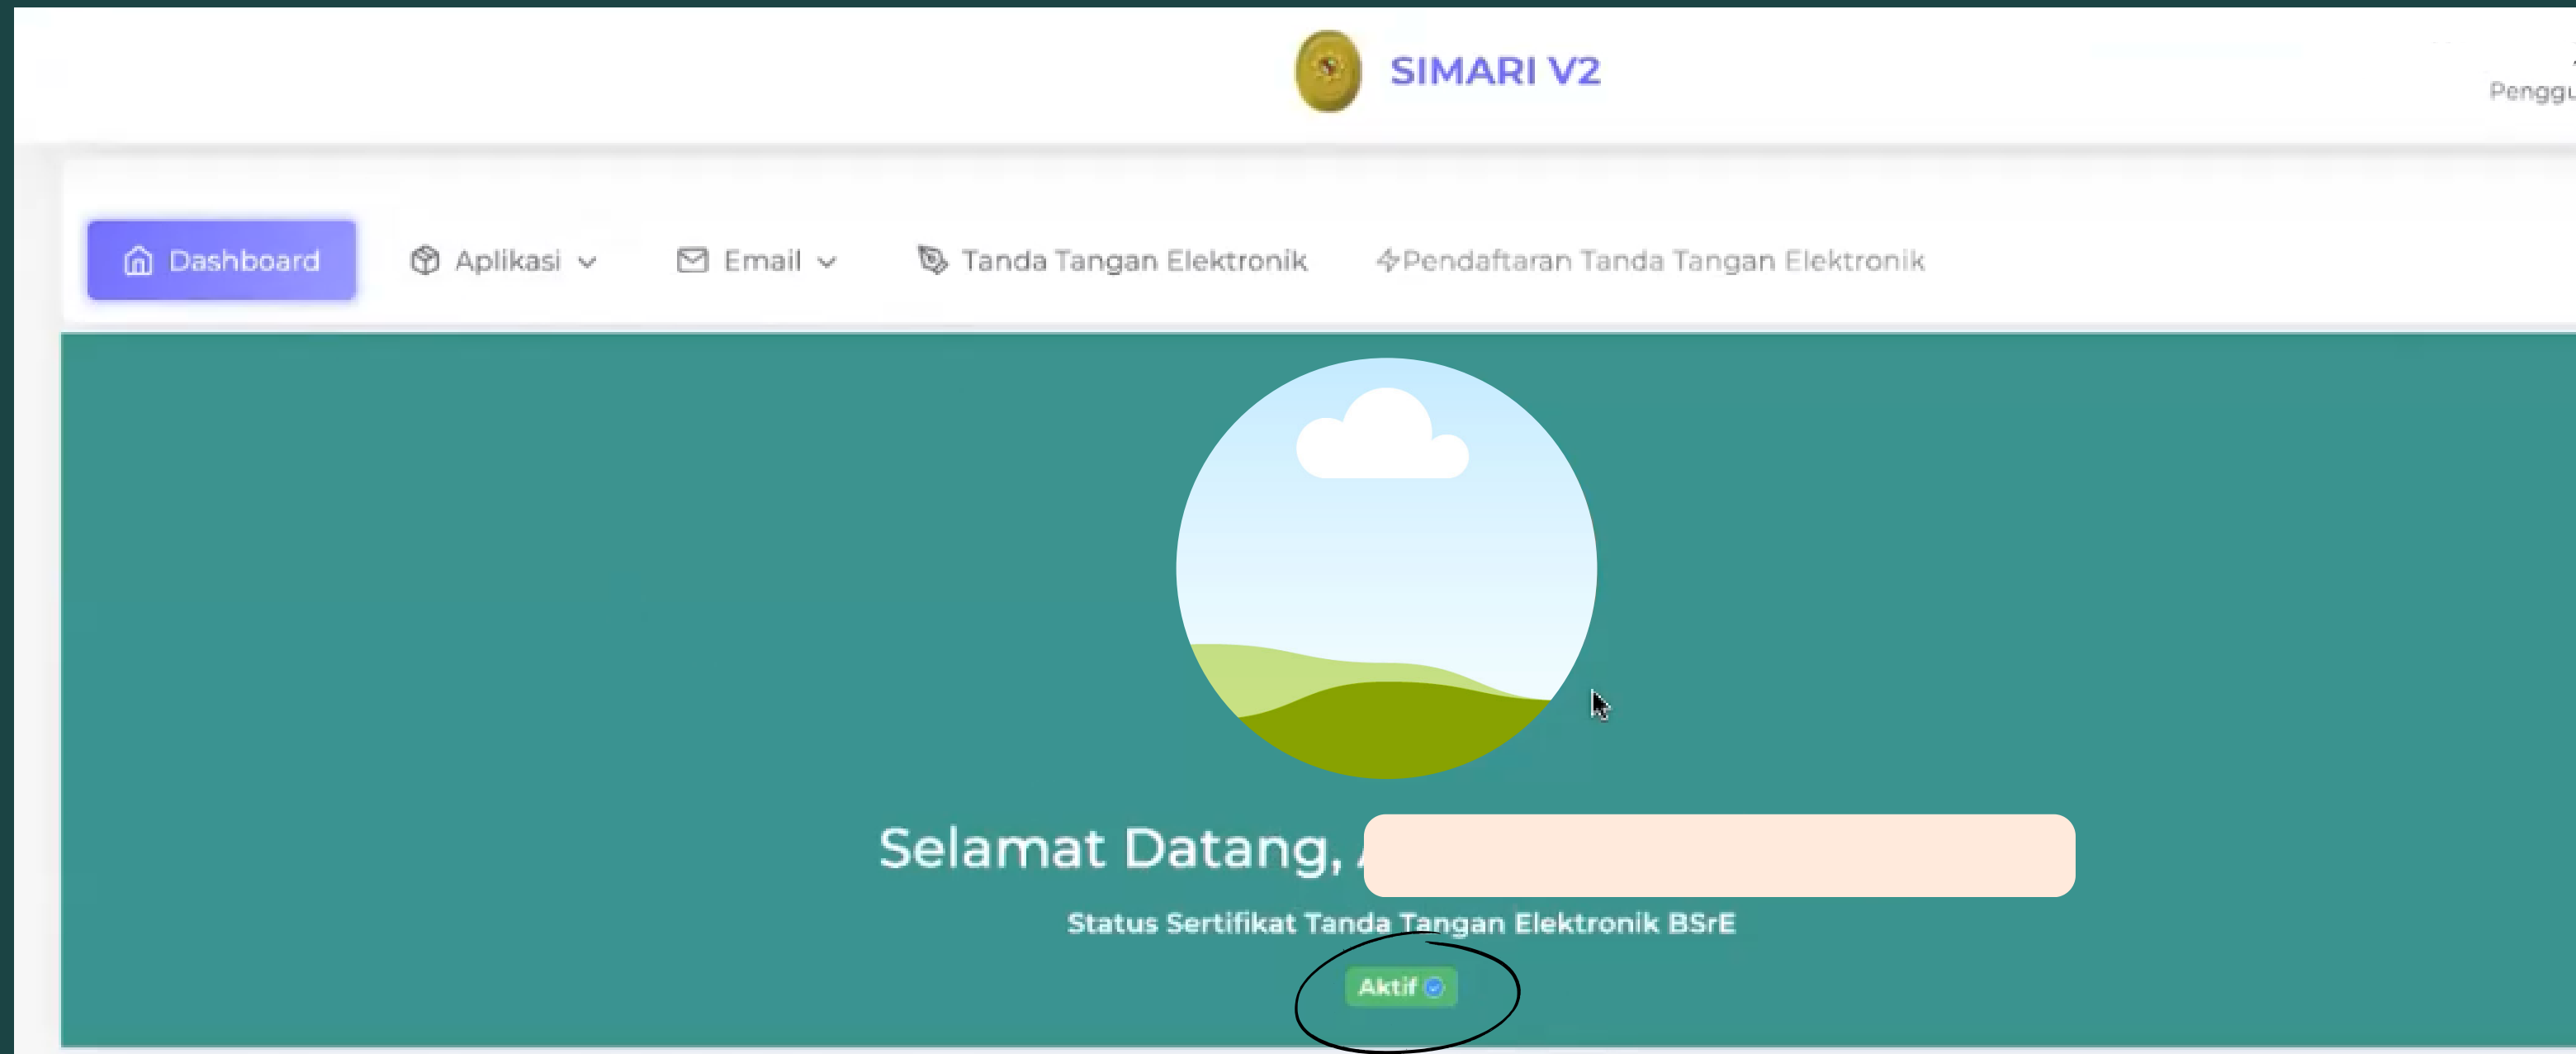 SIMARI V2
Dashboard Aplikasi Email Tanda Tangan Elektronik Pendaftaran Tanda Tangan Elektronik
Selamat Datang,
Status Sertifikat Tanda Tangan Elektronik BSrE
Aktif